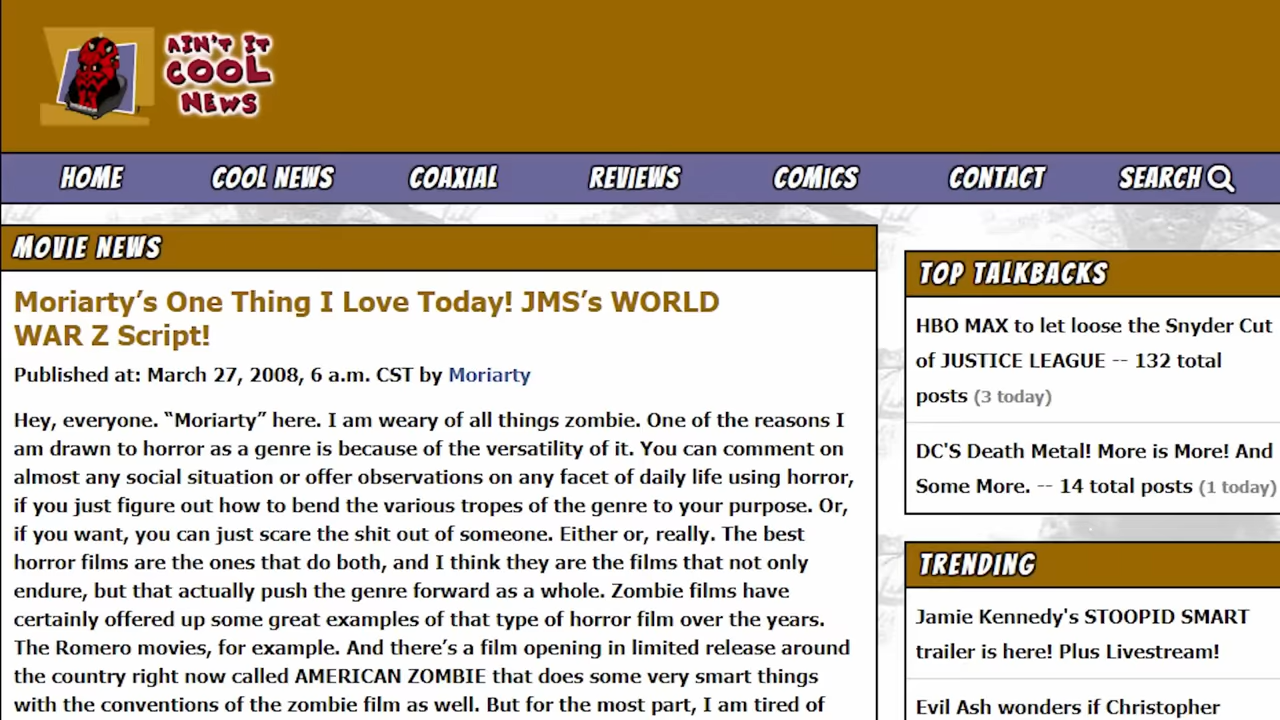 AIN'T IT
COOL
NEWS
HOME
COOL NEWS
COAXIAL
REVIEWS
COMICS
CONTACT
SEARCH
MOVIE NEWS
Moriarty’s One Thing I Love Today! JMS’s WORLD
WAR Z Script!
Published at: March 27, 2008, 6 a.m. CST by Moriarty
Hey, everyone. “Moriarty” here. I am weary of all things zombie. One of the reasons I
am drawn to horror as a genre is because of the versatility of it. You can comment on
almost any social situation or offer observations on any facet of daily life using horror,
if you just figure out how to bend the various tropes of the genre to your purpose. Or,
if you want, you can just scare the shit out of someone. Either or, really. The best
horror films are the ones that do both, and I think they are the films that not only
endure, but that actually push the genre forward as a whole. Zombie films have
certainly offered up some great examples of that type of horror film over the years.
The Romero movies, for example. And there’s a film opening in limited release around
the country right now called AMERICAN ZOMBIE that does some very smart things
with the conventions of the zombie film as well. But for the most part, I am tired of
TOP TALKBACKS
HBO MAX to let loose the Snyder Cut
of JUSTICE LEAGUE -- 132 total
posts (3 today)
DC'S Death Metal! More is More! And
Some More. -- 14 total posts (1 today)
TRENDING
Jamie Kennedy's STOOPID SMART
trailer is here! Plus Livestream!
Evil Ash wonders if Christopher